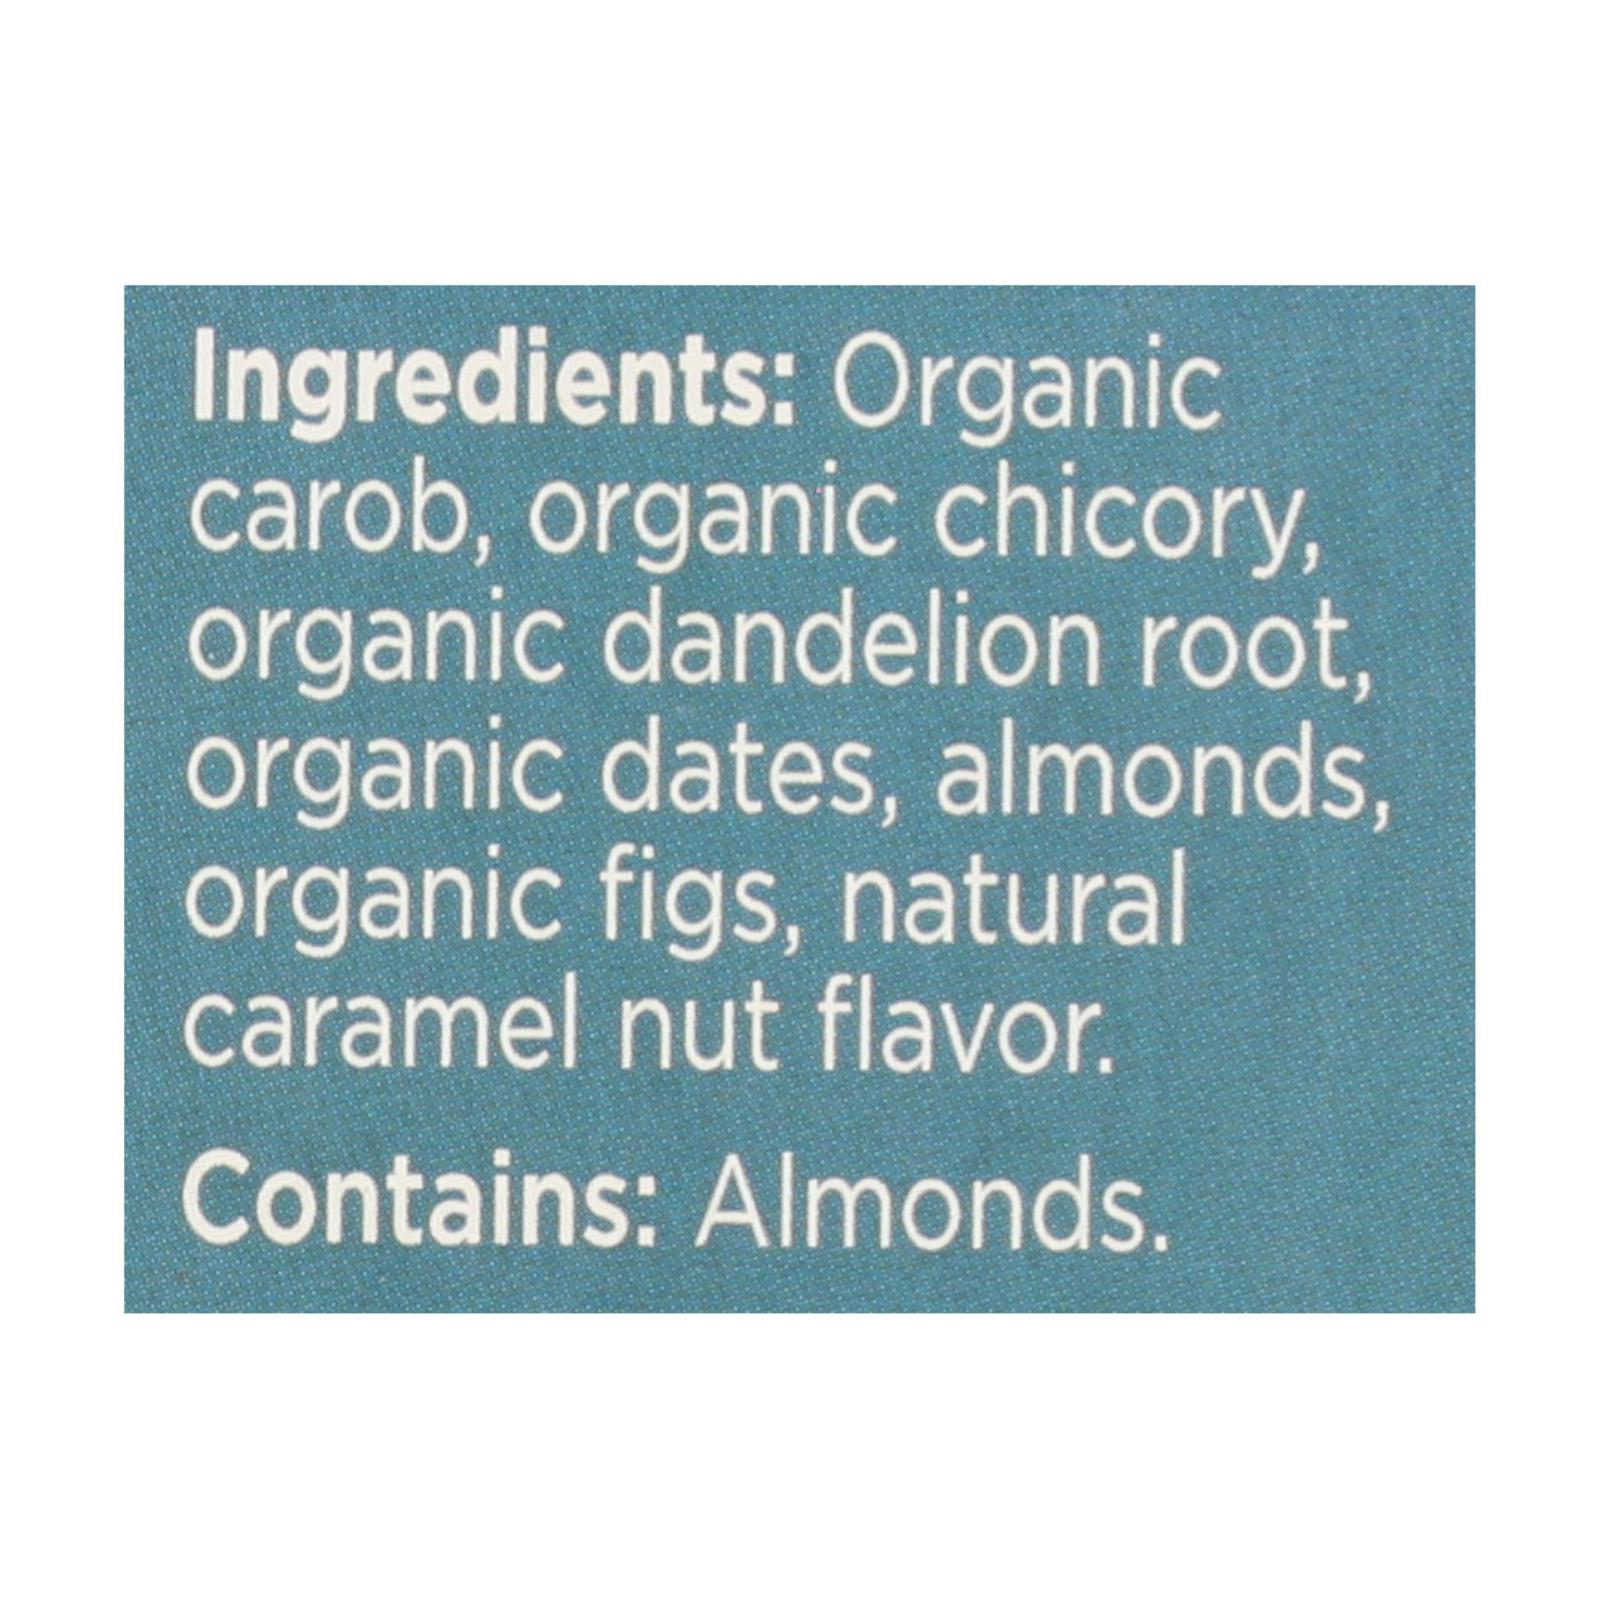 Ingredients: Organic
carob, organic chicory,
organic dandelion root,
organic dates, almonds,
organic figs, natural
caramel nut flavor.
Contains: Almonds.